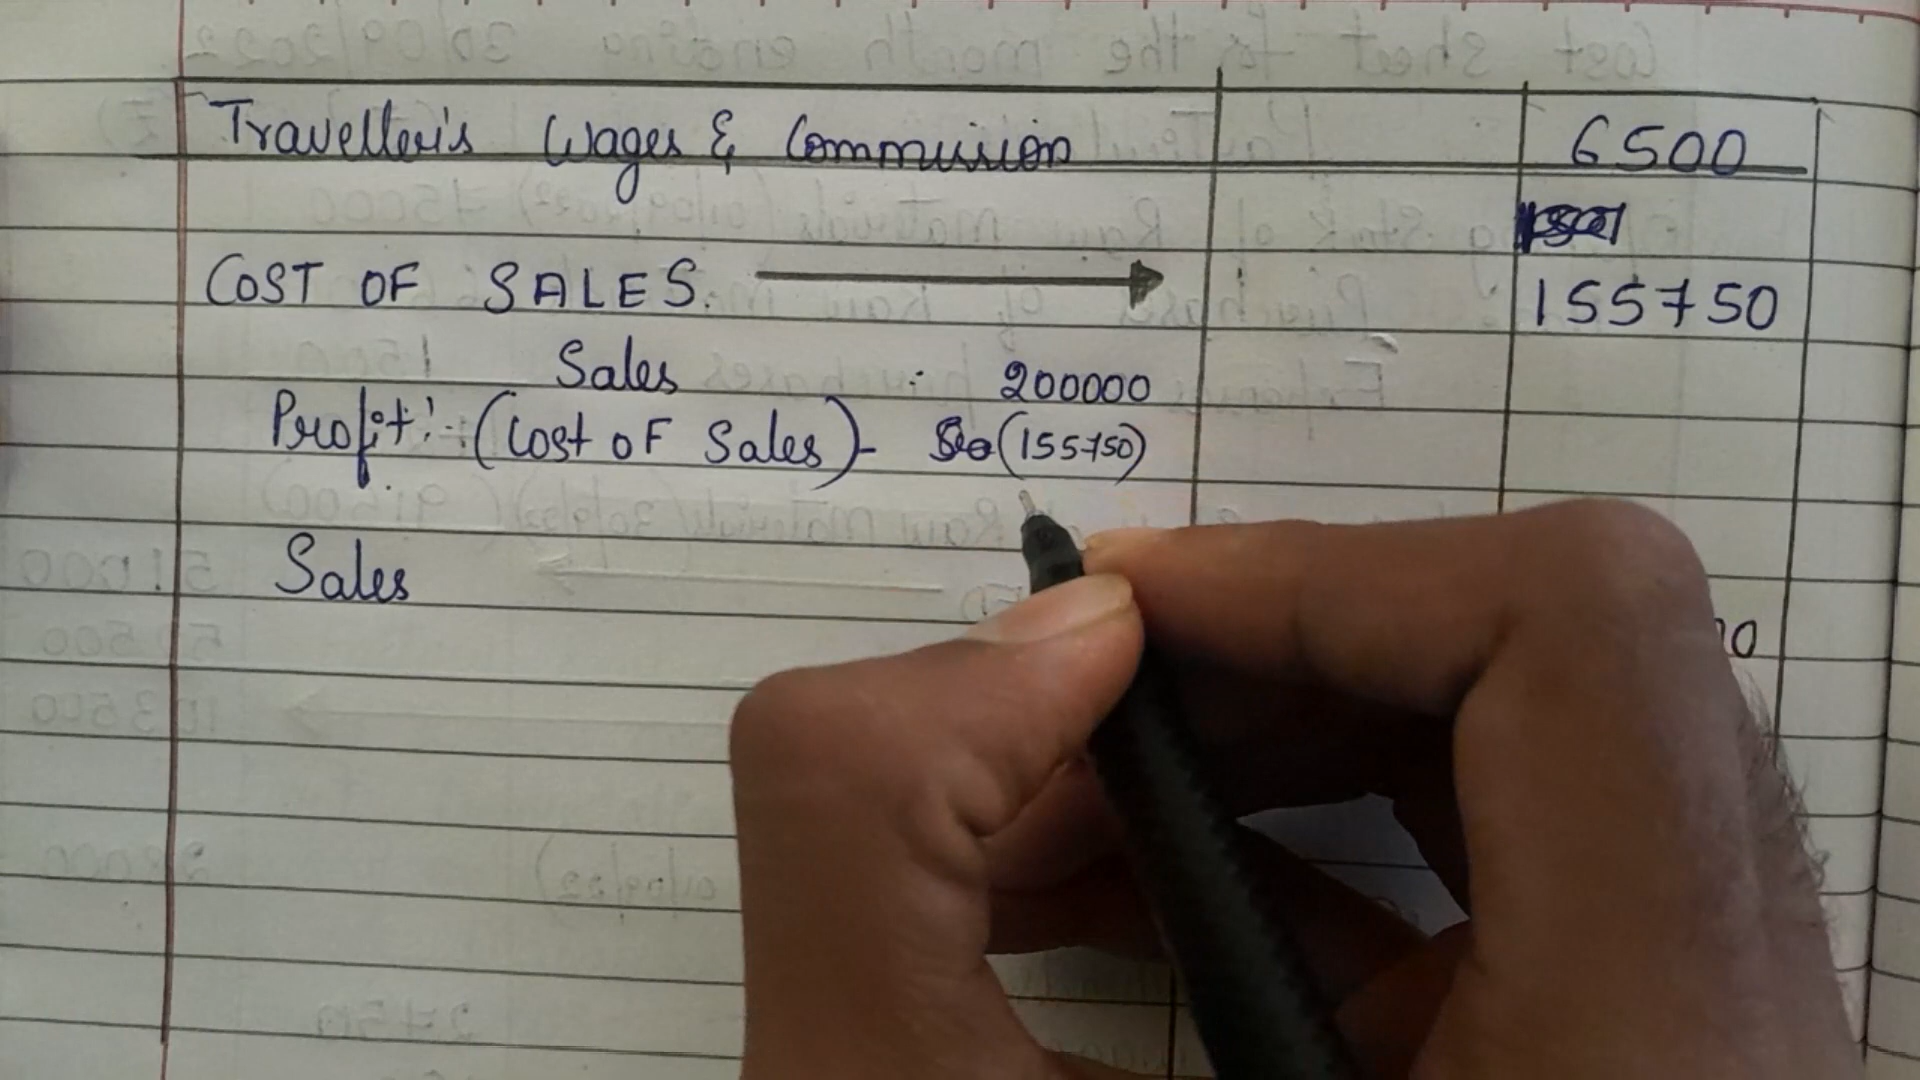 Traveller's Wages & Commission 6500
COST OF SALES. 155750
Sales : 200000
Profit :- (Cost OF Sales) - (155750)
Sales